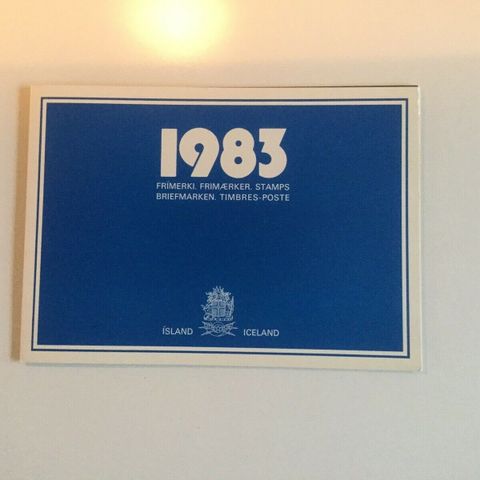 1983
FRÍMERKI. FRIMÆRKER. STAMPS
BRIEFMARKEN. TIMBRES-POSTE
ÍSLAND ICELAND